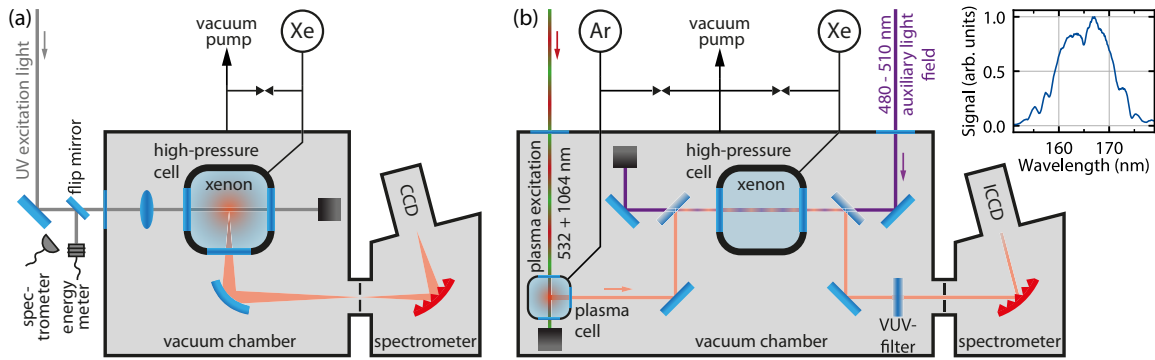 (a)
UV excitation light
vacuum
pump
Xe
flip mirror
high-pressure
cell
xenon
CCD
spec-
trometer
energy
meter
vacuum chamber
spectrometer
(b)
Ar
vacuum
pump
Xe
plasma excitation
532 + 1064 nm
480 - 510 nm
auxiliary light
field
high-pressure
cell
xenon
ICCD
plasma
cell
VUV-
filter
vacuum chamber
spectrometer
Signal (arb. units)
1.0
0.5
0.0
160
170
Wavelength (nm)